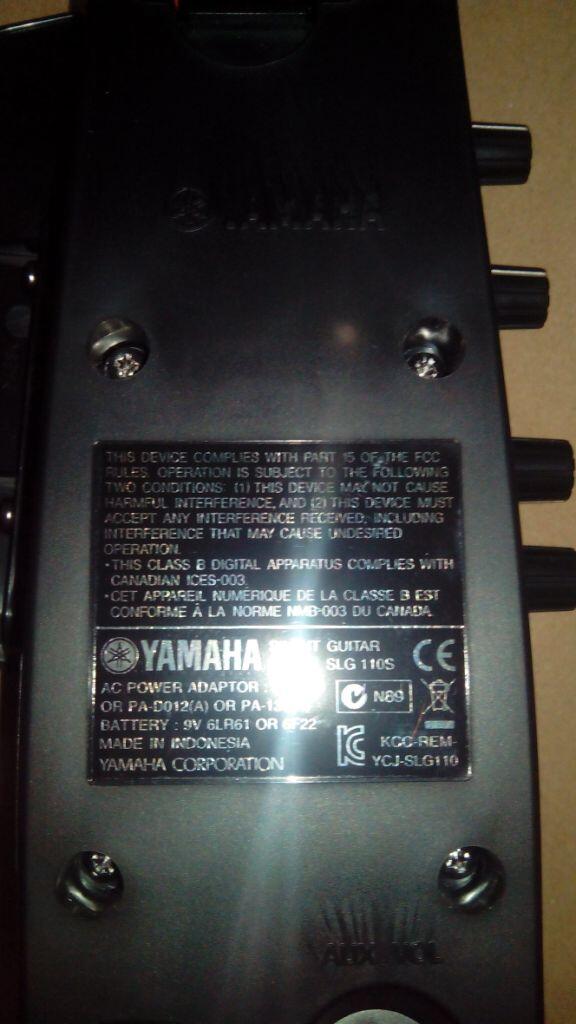 YAMAHA
THIS DEVICE COMPLIES WITH PART 15 OF THE FCC
RULES. OPERATION IS SUBJECT TO THE FOLLOWING
TWO CONDITIONS: (1) THIS DEVICE MAY NOT CAUSE
HARMFUL INTERFERENCE, AND (2) THIS DEVICE MUST
ACCEPT ANY INTERFERENCE RECEIVED, INCLUDING
INTERFERENCE THAT MAY CAUSE UNDESIRED
OPERATION.
・THIS CLASS B DIGITAL APPARATUS COMPLIES WITH
CANADIAN ICES-003.
・CET APPAREIL NUMÉRIQUE DE LA CLASSE B EST
CONFORME À LA NORME NMB-003 DU CANADA.
YAMAHA GUITAR
SLG 110S CE
AC POWER ADAPTOR :
OR PA-D012(A) OR N89
BATTERY : 9V 6LR61 OR 6F22
MADE IN INDONESIA KCC-REM-
YAMAHA CORPORATION YCJ-SLG110
AUX VOL